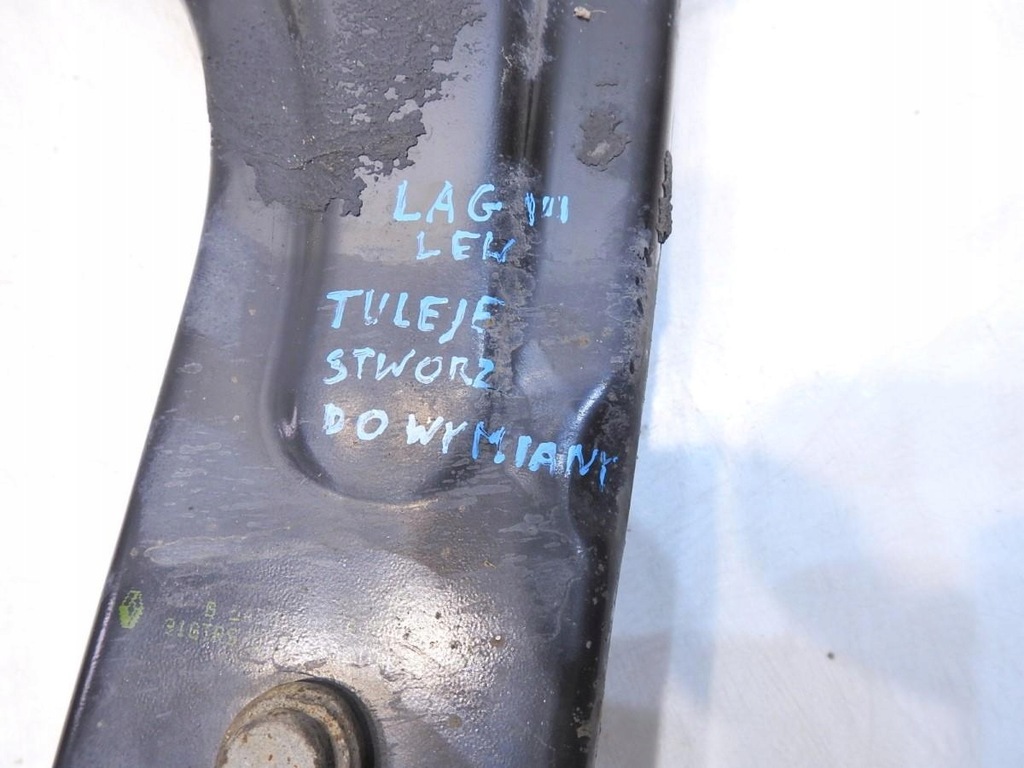 LAG III
LEW
TULEJE
STWORZ
DO WYMIANY